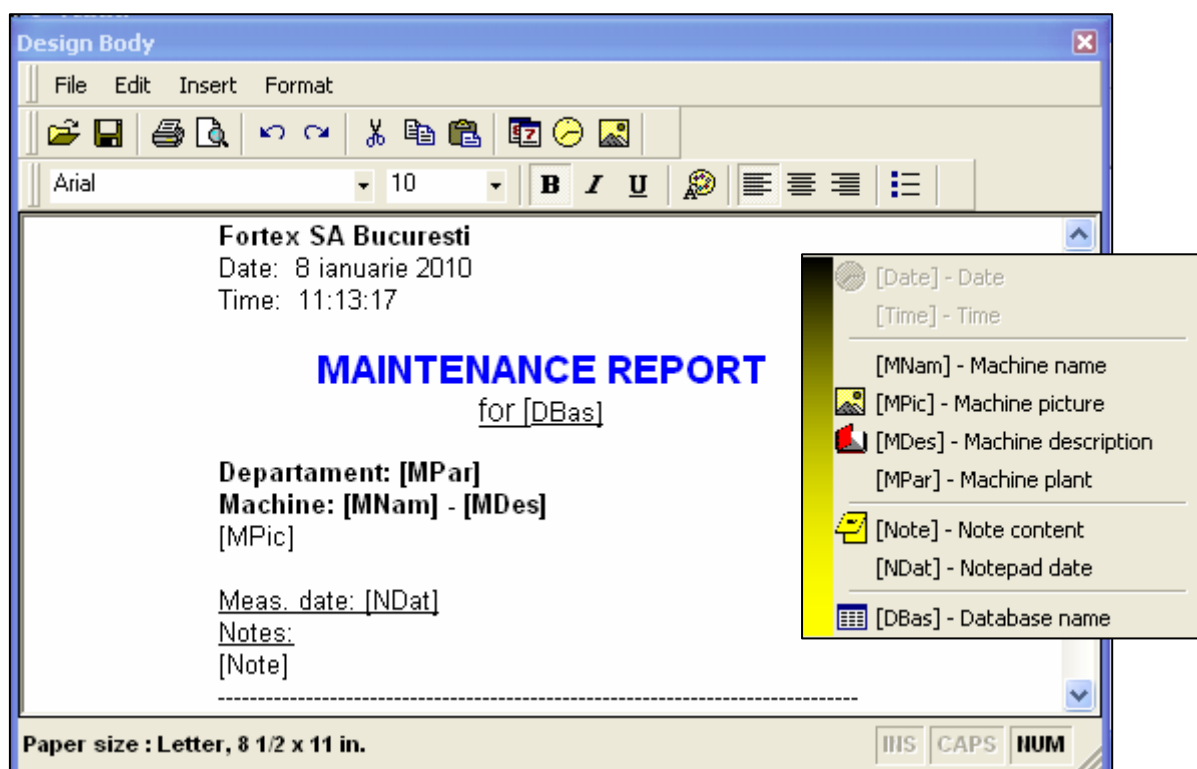 Design Body
File Edit Insert Format
Arial 10 B I U
Fortex SA Bucuresti
Date: 8 ianuarie 2010
Time: 11:13:17
MAINTENANCE REPORT
for [DBas]
Departament: [MPar]
Machine: [MNam] - [MDes]
[MPic]
Meas. date: [NDat]
Notes:
[Note]
--------------------------------------------------------------------------------
[Date] - Date
[Time] - Time
[MNam] - Machine name
[MPic] - Machine picture
[MDes] - Machine description
[MPar] - Machine plant
[Note] - Note content
[NDat] - Notepad date
[DBas] - Database name
Paper size : Letter, 8 1/2 x 11 in. INS CAPS NUM